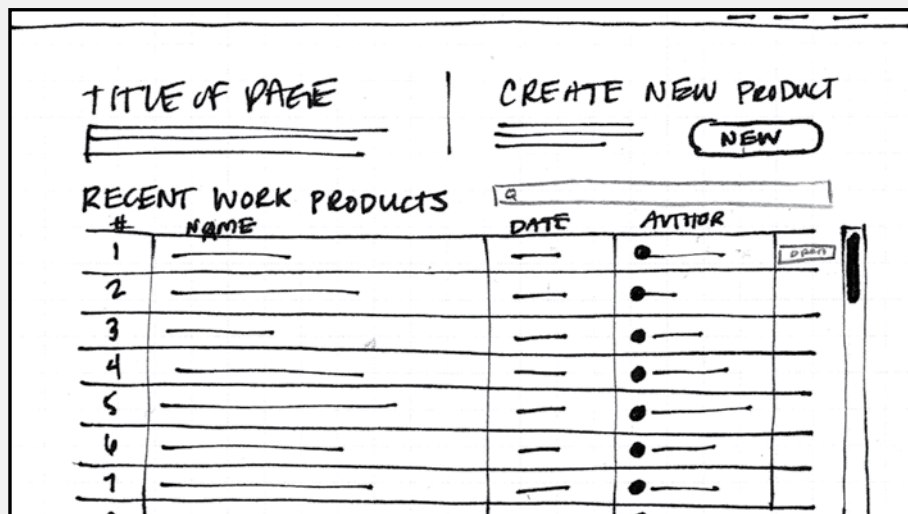 TITLE OF PAGE
CREATE NEW PRODUCT
NEW
RECENT WORK PRODUCTS
# NAME DATE AUTHOR
1 OPEN
2
3
4
5
6
7